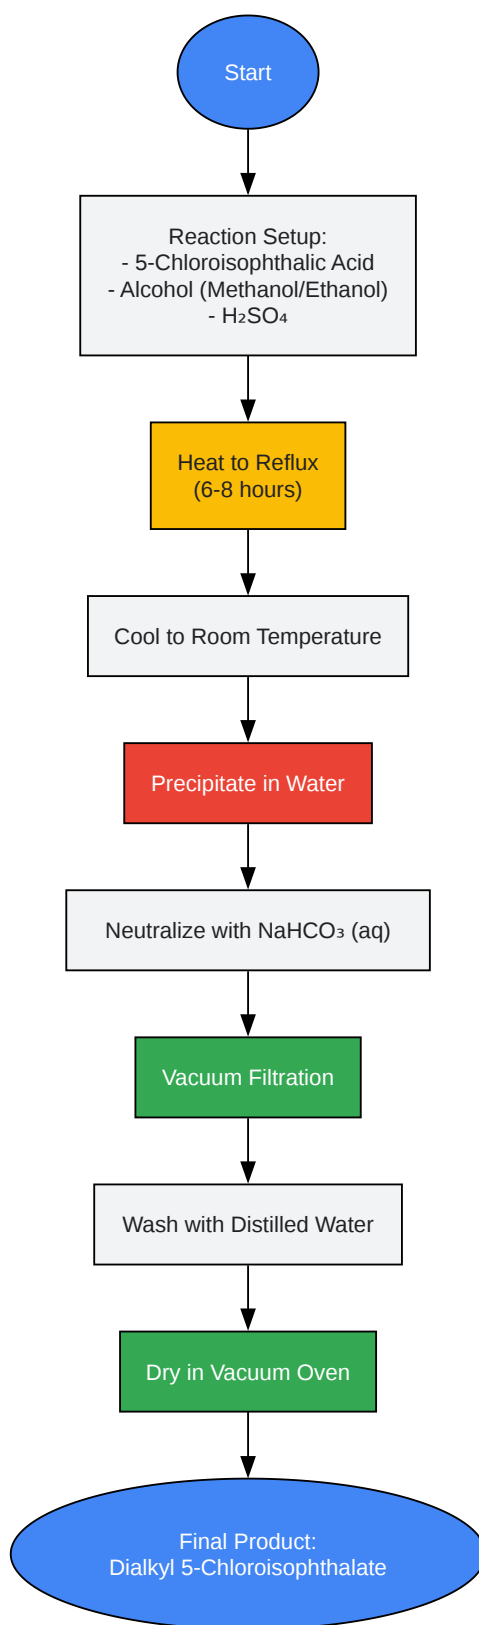 Start
Reaction Setup:
- 5-Chloroisophthalic Acid
- Alcohol (Methanol/Ethanol)
- H₂SO₄
Heat to Reflux
(6-8 hours)
Cool to Room Temperature
Precipitate in Water
Neutralize with NaHCO₃ (aq)
Vacuum Filtration
Wash with Distilled Water
Dry in Vacuum Oven
Final Product:
Dialkyl 5-Chloroisophthalate